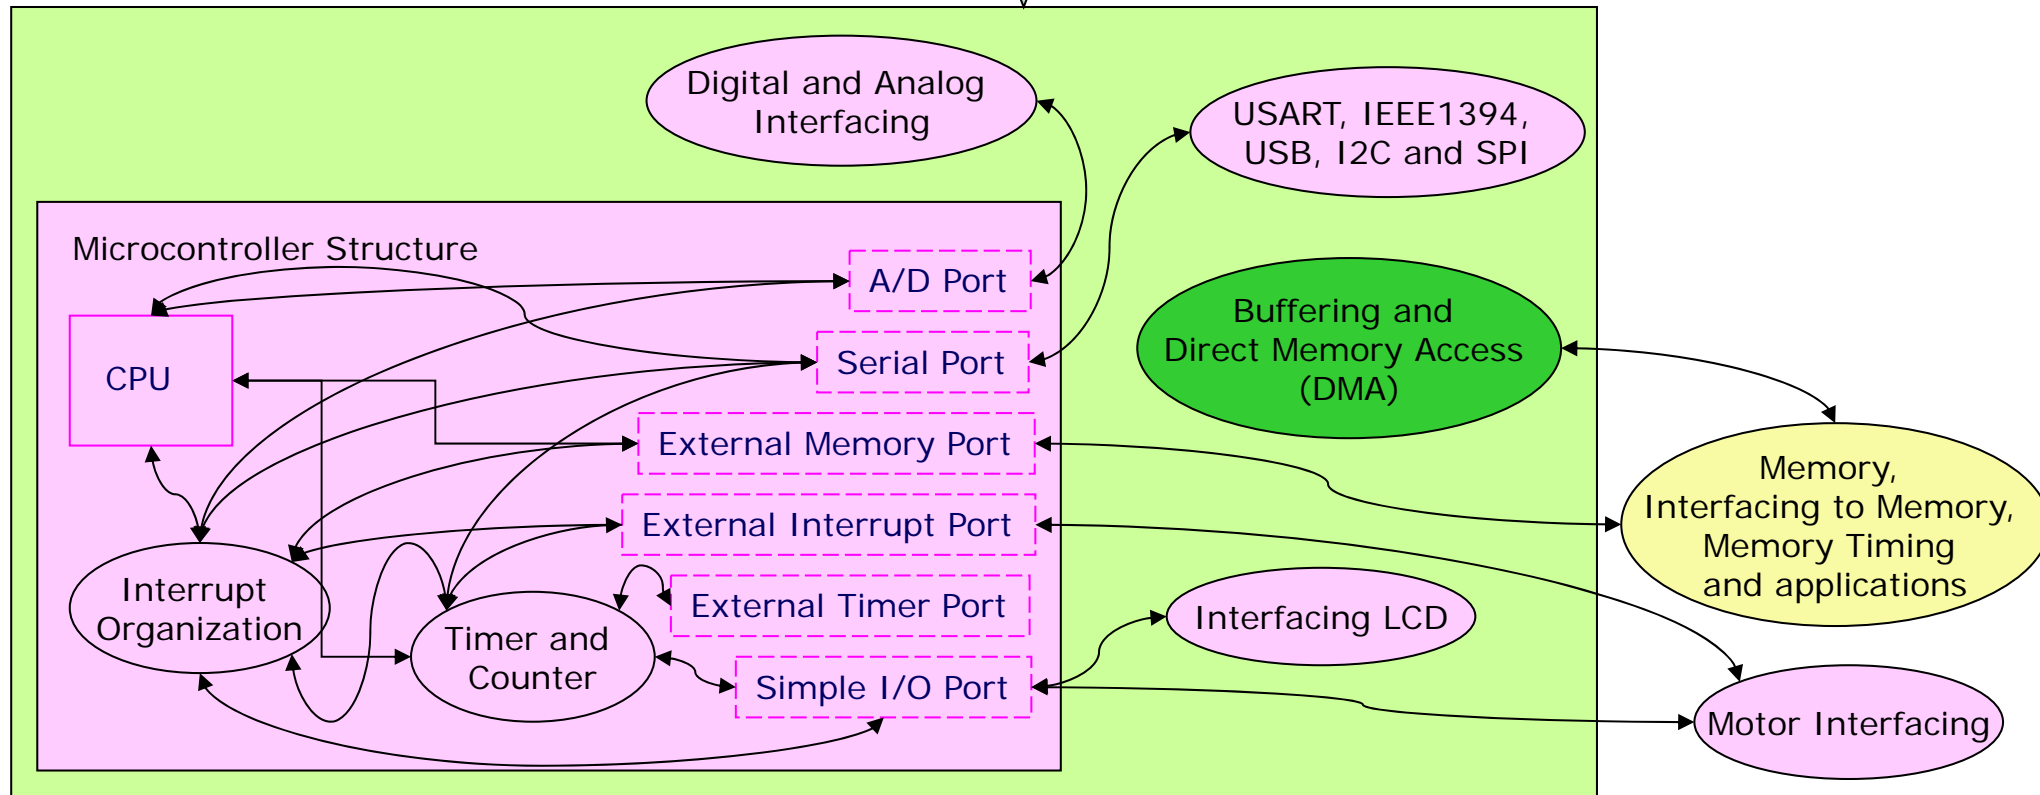 Digital and Analog
Interfacing
USART, IEEE1394,
USB, I2C and SPI
Microcontroller Structure
A/D Port
Buffering and
Direct Memory Access
(DMA)
CPU
Serial Port
External Memory Port
Memory,
Interfacing to Memory,
Memory Timing
and applications
External Interrupt Port
Interrupt
Organization
External Timer Port
Interfacing LCD
Timer and
Counter
Simple I/O Port
Motor Interfacing